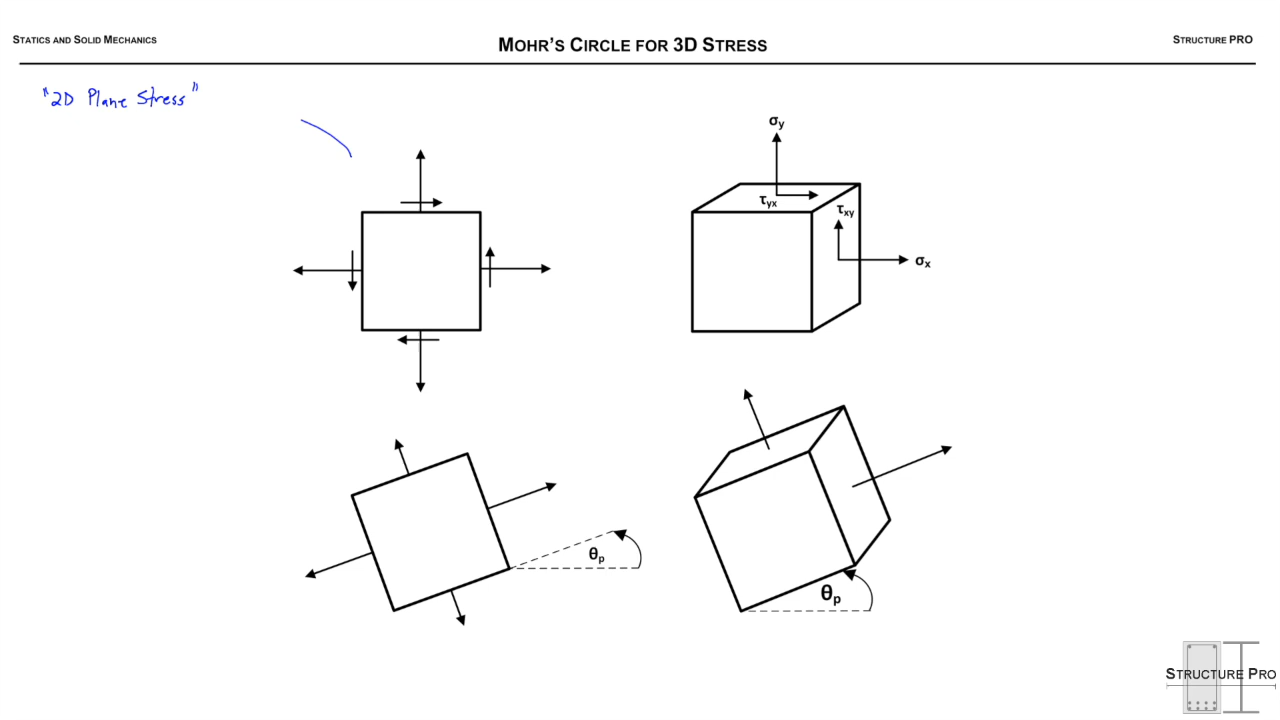 STATICS AND SOLID MECHANICS
MOHR'S CIRCLE FOR 3D STRESS
STRUCTURE PRO
"2D Plane Stress"
σy
τyx
τxy
σx
θp
θp
STRUCTURE PRO